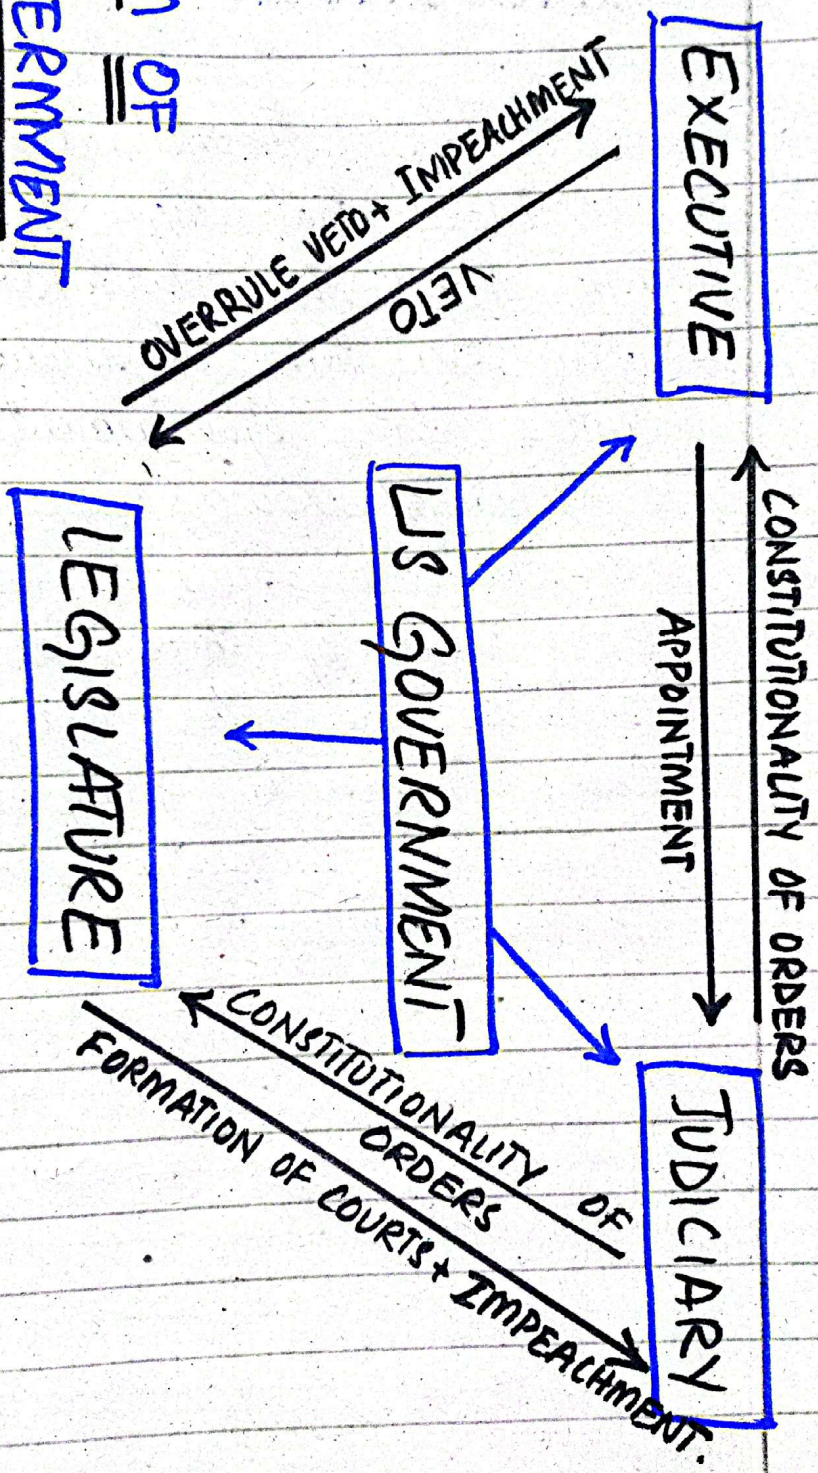 OF
CONSTITUTIONALITY OF ORDERS
EXECUTIVE
APPOINTMENT
JUDICIARY
OVERRULE VETO + IMPEACHMENT
VETO
US GOVERNMENT
CONSTITUTIONALITY OF
ORDERS
FORMATION OF COURTS + IMPEACHMENT.
LEGISLATURE